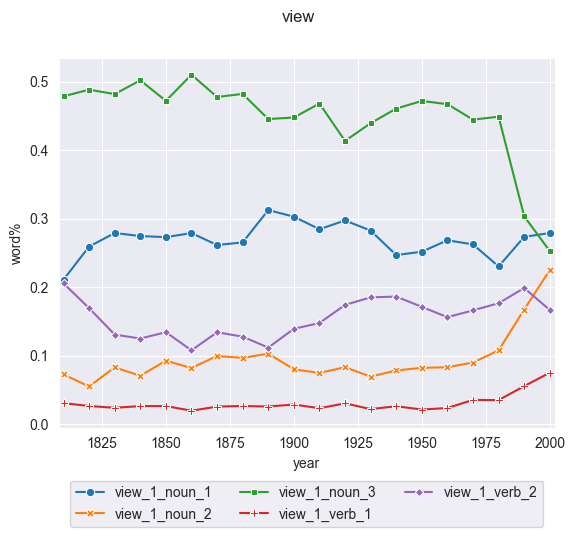 view
0.5
0.4
0.3
0.2
0.1
0.0
word%
1825 1850 1875 1900 1925 1950 1975 2000
year
view_1_noun_1 view_1_noun_3 view_1_verb_2
view_1_noun_2 view_1_verb_1